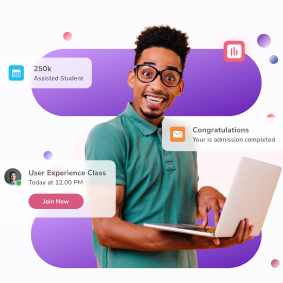 250k
Assisted Student
Congratulations
Your is admission completed
User Experience Class
Today at 12.00 PM
Join Now